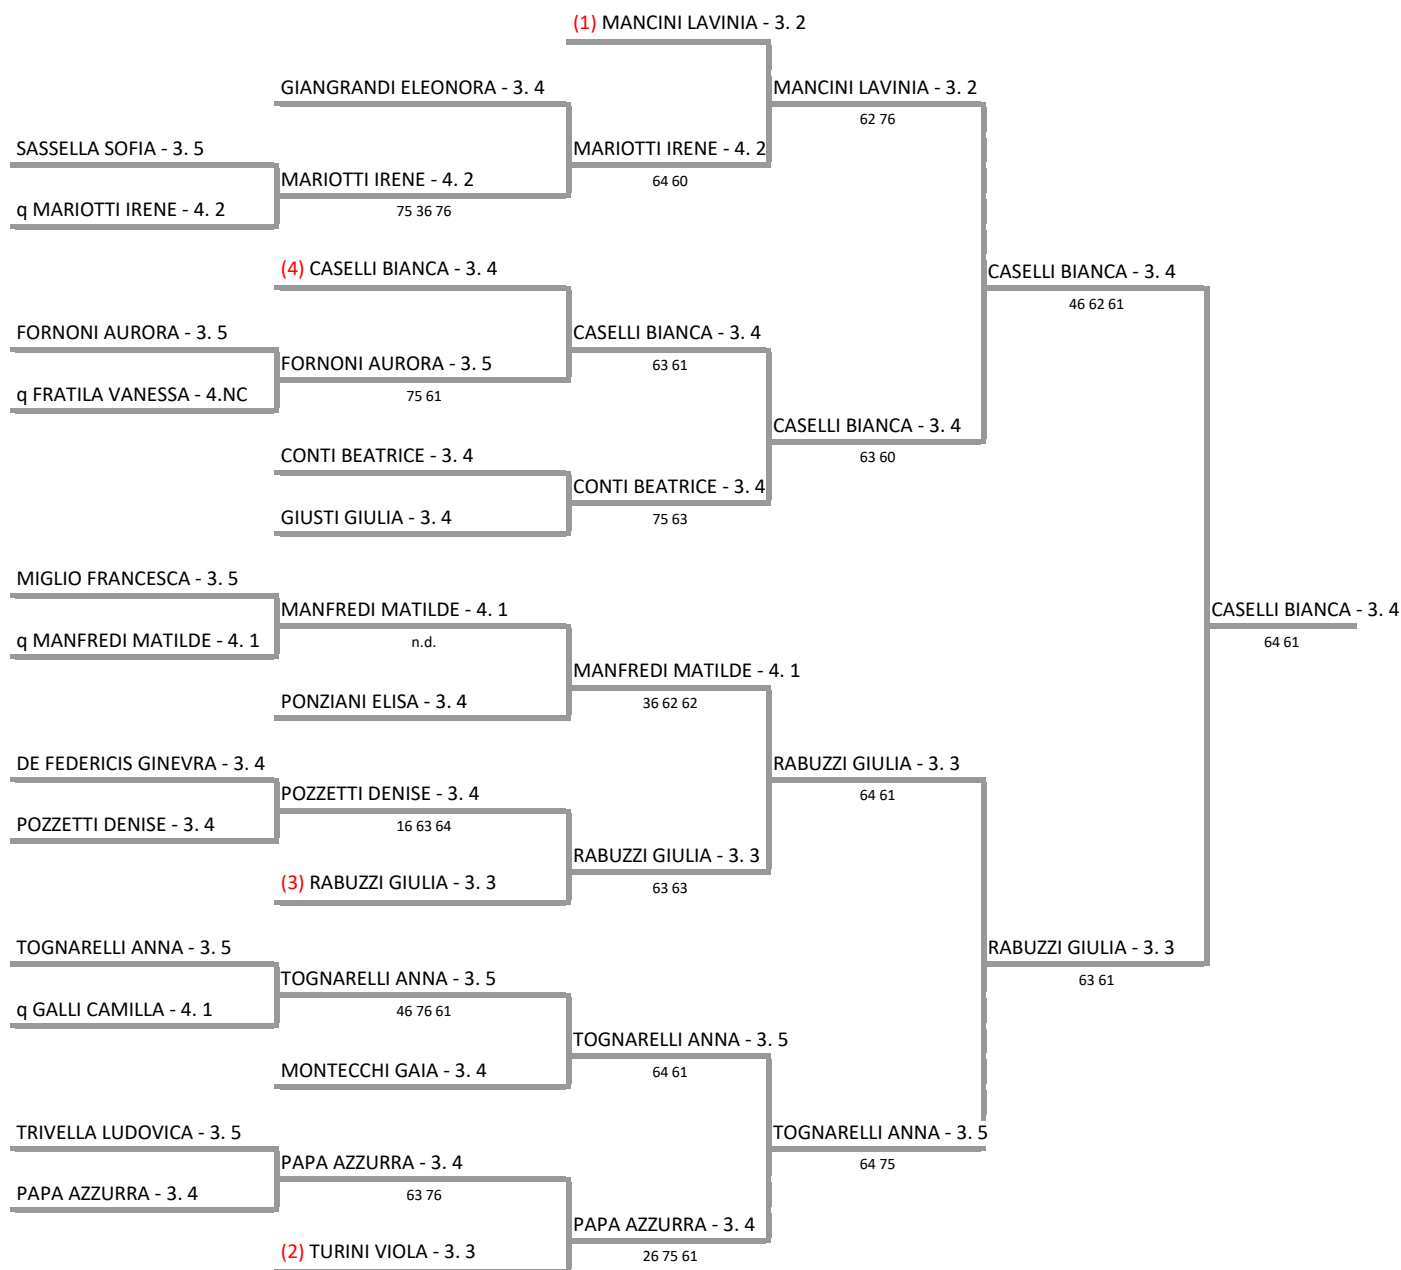 (1) MANCINI LAVINIA - 3. 2
GIANGRANDI ELEONORA - 3. 4
MANCINI LAVINIA - 3. 2
62 76
SASSELLA SOFIA - 3. 5
MARIOTTI IRENE - 4. 2
MARIOTTI IRENE - 4. 2
64 60
q MARIOTTI IRENE - 4. 2
75 36 76
(4) CASELLI BIANCA - 3. 4
CASELLI BIANCA - 3. 4
46 62 61
FORNONI AURORA - 3. 5
CASELLI BIANCA - 3. 4
FORNONI AURORA - 3. 5
63 61
q FRATILA VANESSA - 4.NC
75 61
CASELLI BIANCA - 3. 4
CONTI BEATRICE - 3. 4
63 60
CONTI BEATRICE - 3. 4
GIUSTI GIULIA - 3. 4
75 63
MIGLIO FRANCESCA - 3. 5
MANFREDI MATILDE - 4. 1
CASELLI BIANCA - 3. 4
q MANFREDI MATILDE - 4. 1
n.d.
64 61
MANFREDI MATILDE - 4. 1
PONZIANI ELISA - 3. 4
36 62 62
DE FEDERICIS GINEVRA - 3. 4
RABUZZI GIULIA - 3. 3
POZZETTI DENISE - 3. 4
64 61
POZZETTI DENISE - 3. 4
16 63 64
RABUZZI GIULIA - 3. 3
(3) RABUZZI GIULIA - 3. 3
63 63
TOGNARELLI ANNA - 3. 5
RABUZZI GIULIA - 3. 3
TOGNARELLI ANNA - 3. 5
63 61
q GALLI CAMILLA - 4. 1
46 76 61
TOGNARELLI ANNA - 3. 5
MONTECCHI GAIA - 3. 4
64 61
TRIVELLA LUDOVICA - 3. 5
TOGNARELLI ANNA - 3. 5
PAPA AZZURRA - 3. 4
64 75
PAPA AZZURRA - 3. 4
63 76
PAPA AZZURRA - 3. 4
(2) TURINI VIOLA - 3. 3
26 75 61